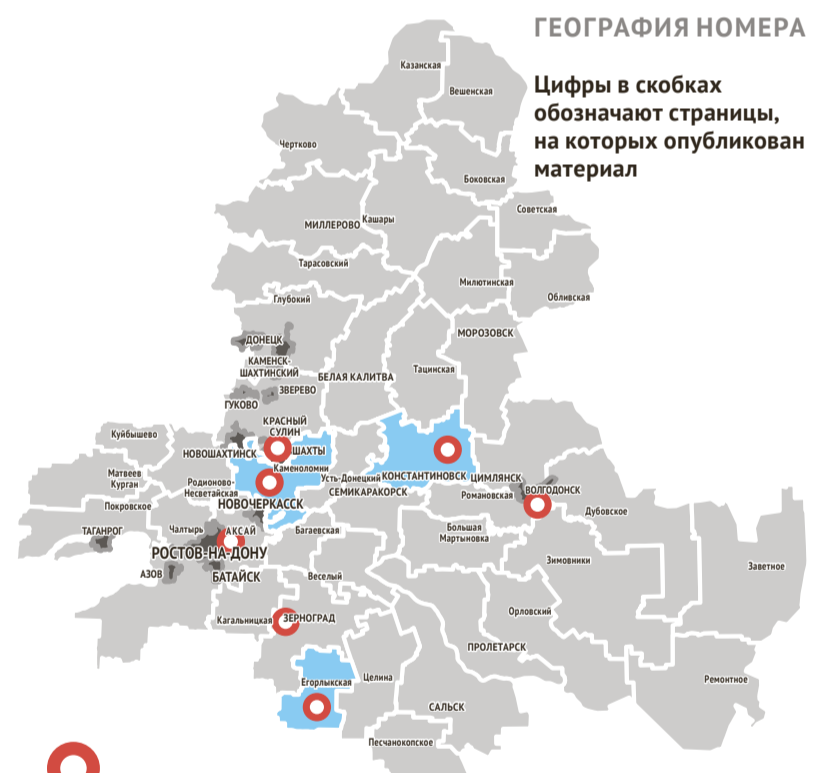 ГЕОГРАФИЯ НОМЕРА
Цифры в скобках
обозначают страницы,
на которых опубликован
материал
Казанская
Вешенская
Чертково
Боковская
Советская
МИЛЛЕРОВО
Кашары
Тарасовский
Милютинская
Обливская
Глубокий
МОРОЗОВСК
ДОНЕЦК
КАМЕНСК-
ШАХТИНСКИЙ
Тацинская
БЕЛАЯ КАЛИТВА
ЗВЕРЕВО
ГУКОВО
КРАСНЫЙ
СУЛИН
Куйбышево
НОВОШАХТИНСК
ШАХТЫ
Каменоломни
Матвеев
Курган
Родионово-
Несветайская
Усть-Донецкий
КОНСТАНТИНОВСК
ЦИМЛЯНСК
СЕМИКАРАКОРСК
Романовская
ВОЛГОДОНСК
Покровское
НОВОЧЕРКАССК
Дубовское
ТАГАНРОГ
Чалтырь
АКСАЙ
Багаевская
Большая
Мартыновка
РОСТОВ-НА-ДОНУ
Зимовники
Заветное
АЗОВ
БАТАЙСК
Веселый
Орловский
Кагальницкая
ЗЕРНОГРАД
ПРОЛЕТАРСК
Егорлыкская
Целина
Ремонтное
САЛЬСК
Песчанокопское